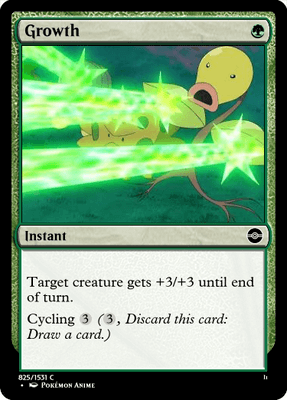 Growth
Instant
Target creature gets +3/+3 until end
of turn.
Cycling 3 (3, Discard this card:
Draw a card.)
825/1531 C
• Pokémon Anime